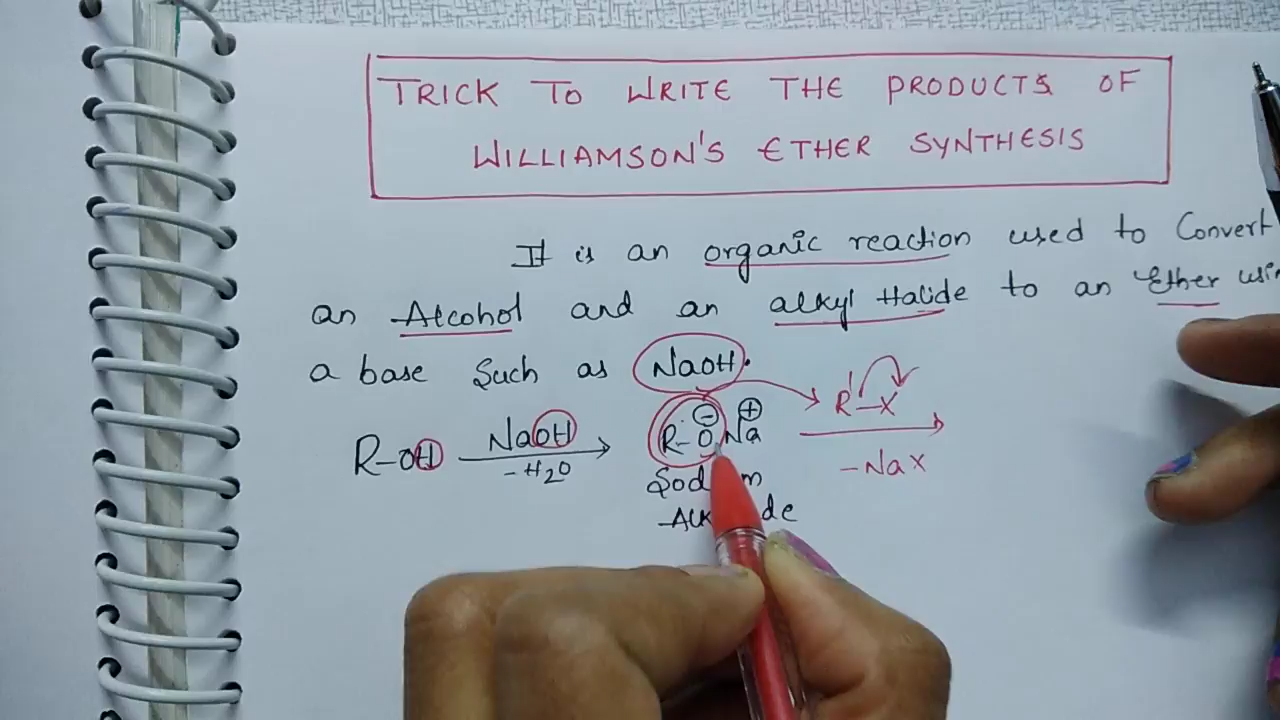 TRICK TO WRITE THE PRODUCTS OF
WILLIAMSON'S ETHER SYNTHESIS
It is an organic reaction used to Convert
an Alcohol and an alkyl Halide to an Ether
a base Such as NaOH.
R-OH NaOH -H2O R-O⊖ Na⊕ R'-X -NaX